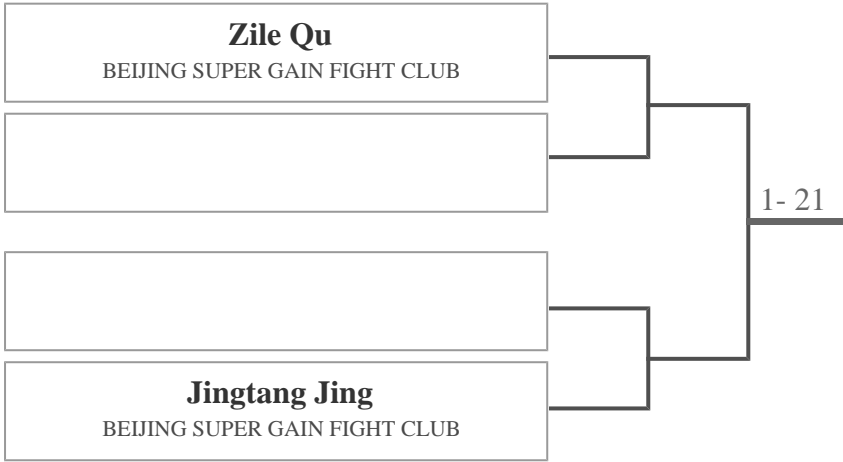 Zile Qu
BEIJING SUPER GAIN FIGHT CLUB
1- 21
Jingtang Jing
BEIJING SUPER GAIN FIGHT CLUB